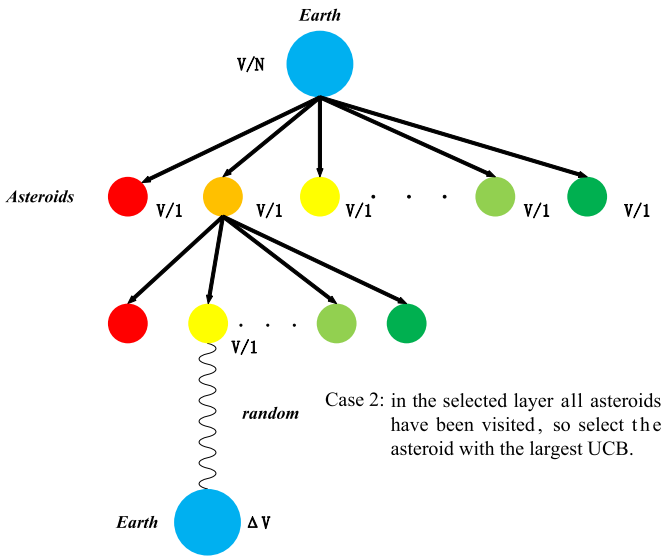 Earth
V/N
Asteroids
V/1
V/1
V/1
. . .
V/1
V/1
. . .
V/1
random
Case 2: in the selected layer all asteroids
have been visited, so select the
asteroid with the largest UCB.
Earth
ΔV